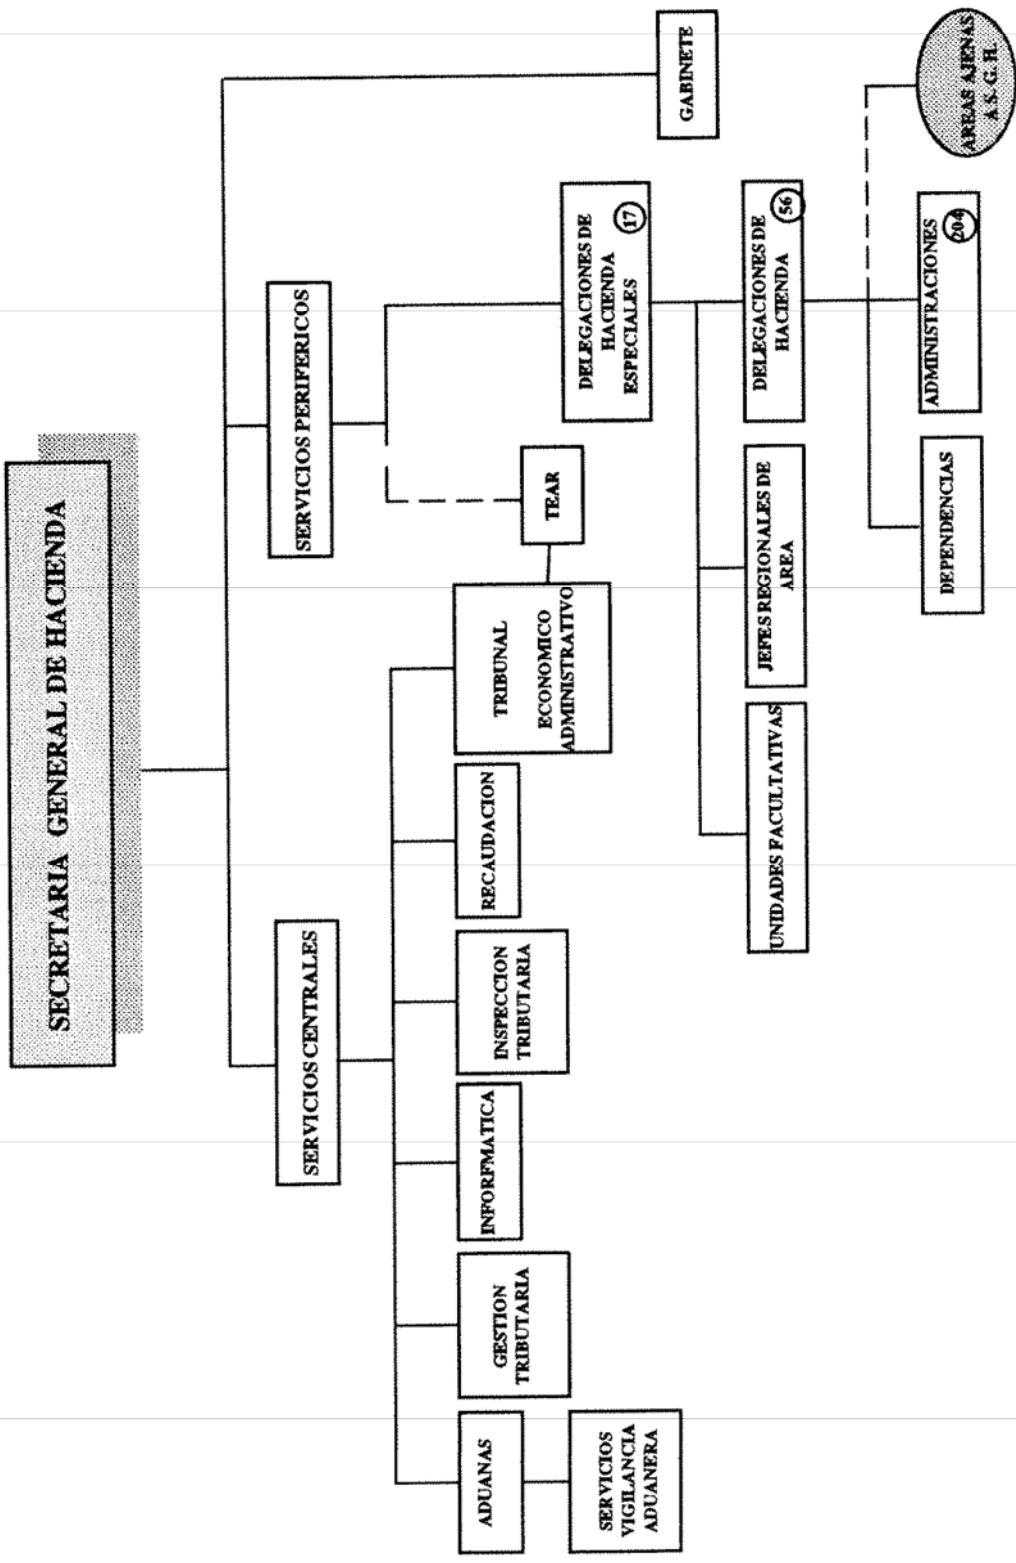 SECRETARIA GENERAL DE HACIENDA
SERVICIOS CENTRALES
SERVICIOS PERIFERICOS
GABINETE
ADUANAS
GESTION
TRIBUTARIA
INFORFMATICA
INSPECCION
TRIBUTARIA
RECAUDACION
TRIBUNAL
ECONOMICO
ADMINISTRATIVO
TEAR
SERVICIOS
VIGILANCIA
ADUANERA
DELEGACIONES DE
HACIENDA
ESPECIALES
17
UNIDADES FACULTATIVAS
JEFES REGIONALES DE
AREA
DELEGACIONES DE
HACIENDA
56
DEPENDENCIAS
ADMINISTRACIONES
204
AREAS AJENAS
A S. G. H.